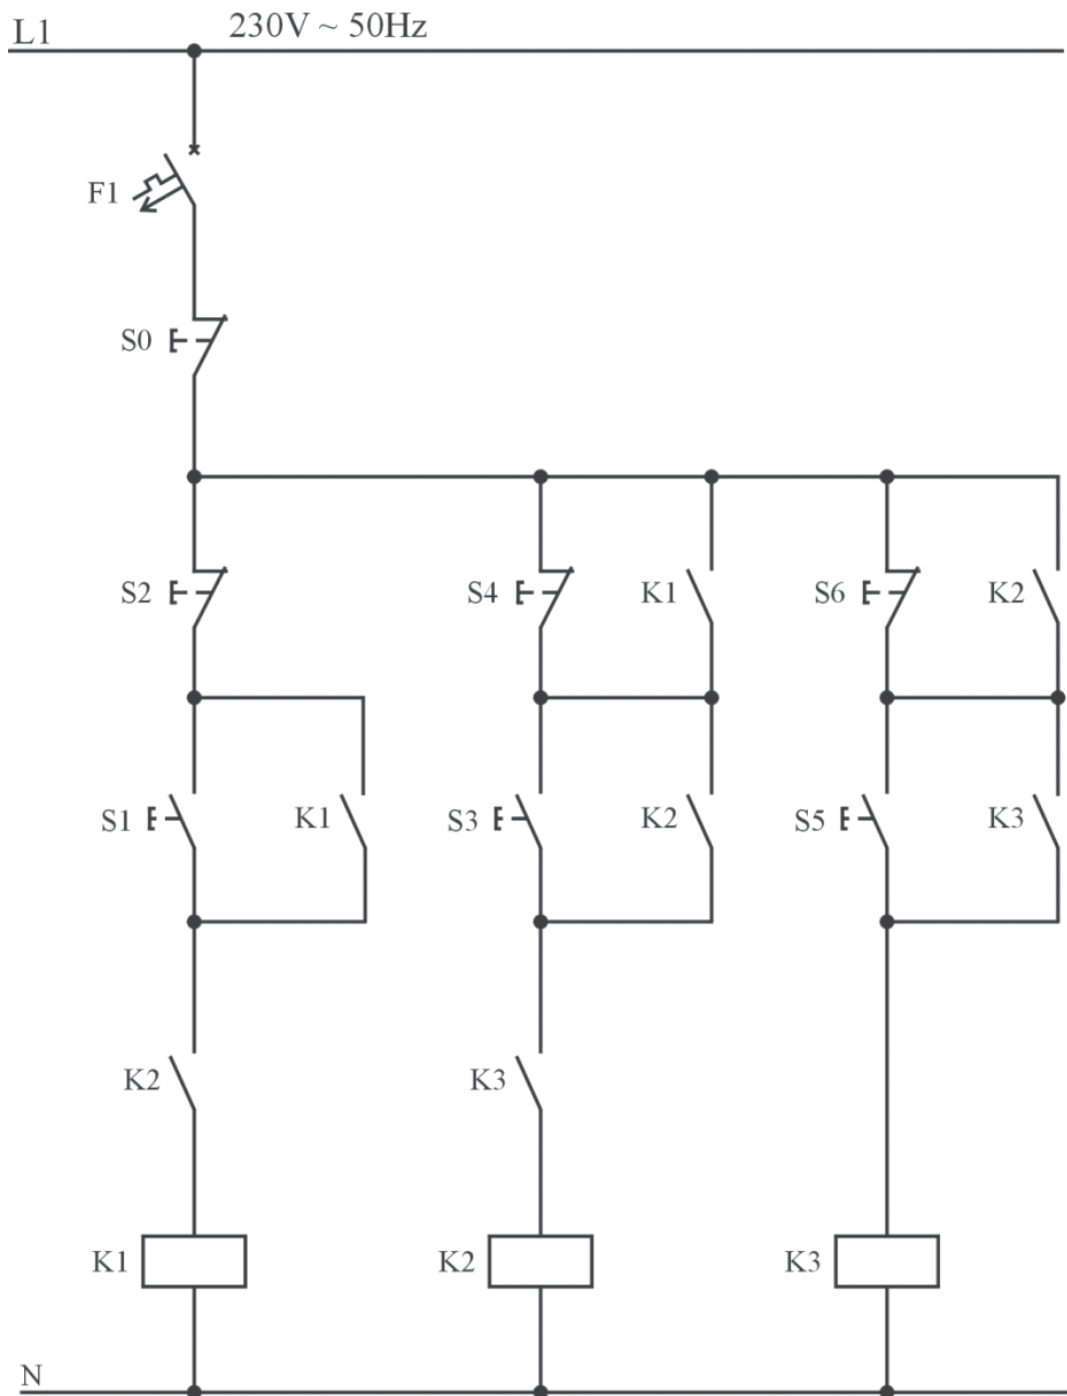 L1 230V ~ 50Hz
F1
S0
S2 S4 K1 S6 K2
S1 K1 S3 K2 S5 K3
K2 K3
K1 K2 K3
N